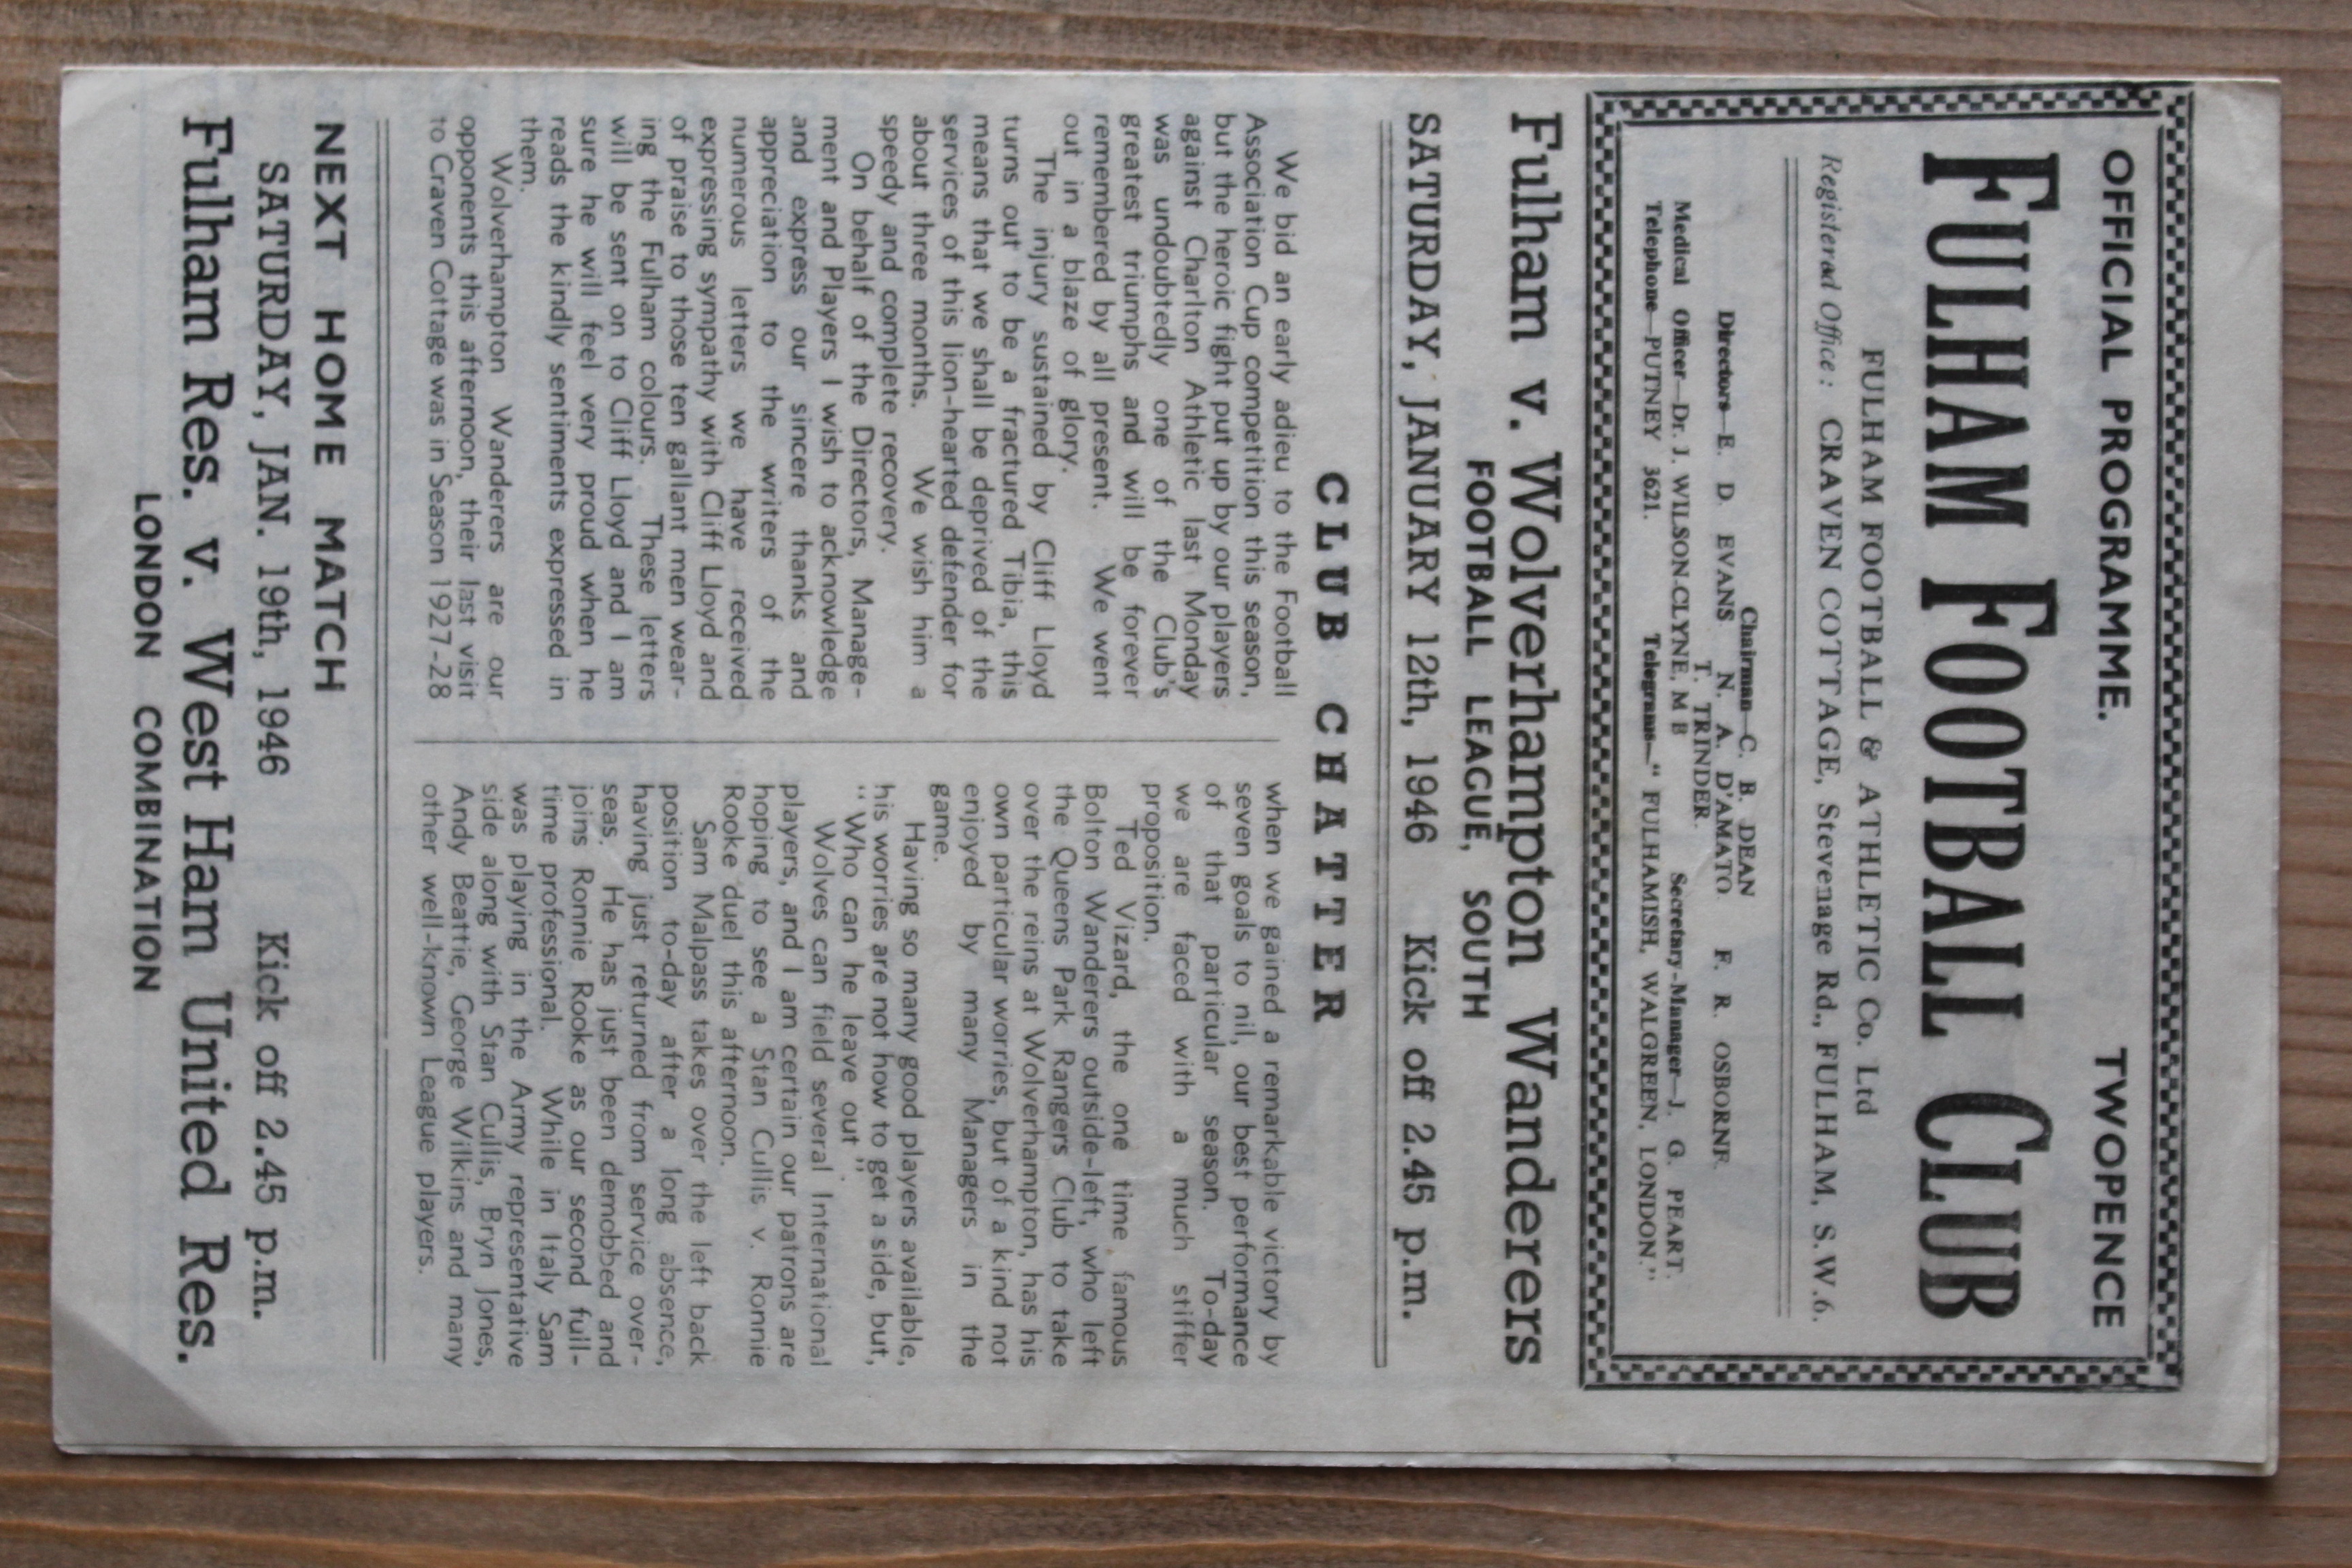 OFFICIAL PROGRAMME. TWOPENCE
FULHAM FOOTBALL CLUB
FULHAM FOOTBALL & ATHLETIC Co. Ltd
Registered Office: CRAVEN COTTAGE, Stevenage Rd., FULHAM, S.W.6.
Chairman—C. B. DEAN
Directors—E. D. EVANS N. A. D'AMATO F. R. OSBORNE.
T. TRINDER.
Medical Officer—Dr. J. WILSON-CLYNE, M B Secretary-Manager—J. G. PEART.
Telephone—PUTNEY 3621. Telegrams—" FULHAMISH, WALGREEN, LONDON."
Fulham v. Wolverhampton Wanderers
FOOTBALL LEAGUE, SOUTH
SATURDAY, JANUARY 12th, 1946 Kick off 2.45 p.m.
CLUB CHATTER
We bid an early adieu to the Football
Association Cup competition this season,
but the heroic fight put up by our players
against Charlton Athletic last Monday
was undoubtedly one of the Club's
greatest triumphs and will be forever
remembered by all present. We went
out in a blaze of glory.
The injury sustained by Cliff Lloyd
turns out to be a fractured Tibia, this
means that we shall be deprived of the
services of this lion-hearted defender for
about three months. We wish him a
speedy and complete recovery.
On behalf of the Directors, Manage-
ment and Players I wish to acknowledge
and express our sincere thanks and
appreciation to the writers of the
numerous letters we have received
expressing sympathy with Cliff Lloyd and
of praise to those ten gallant men wear-
ing the Fulham colours. These letters
will be sent on to Cliff Lloyd and I am
sure he will feel very proud when he
reads the kindly sentiments expressed in
them.
Wolverhampton Wanderers are our
opponents this afternoon, their last visit
to Craven Cottage was in Season 1927-28
when we gained a remarkable victory by
seven goals to nil, our best performance
of that particular season. To-day
we are faced with a much stiffer
proposition.
Ted Vizard, the one time famous
Bolton Wanderers outside-left, who left
the Queens Park Rangers Club to take
over the reins at Wolverhampton, has his
own particular worries, but of a kind not
enjoyed by many Managers in the
game.
Having so many good players available,
his worries are not how to get a side, but,
" Who can he leave out "
Wolves can field several International
players, and I am certain our patrons are
hoping to see a Stan Cullis v. Ronnie
Rooke duel this afternoon.
Sam Malpass takes over the left back
position to-day after a long absence,
having just returned from service over-
seas. He has just been demobbed and
joins Ronnie Rooke as our second full-
time professional. While in Italy Sam
was playing in the Army representative
side along with Stan Cullis, Bryn Jones,
Andy Beattie, George Wilkins and many
other well-known League players.
NEXT HOME MATCH
SATURDAY, JAN. 19th, 1946 Kick off 2.45 p.m.
Fulham Res. v. West Ham United Res.
LONDON COMBINATION